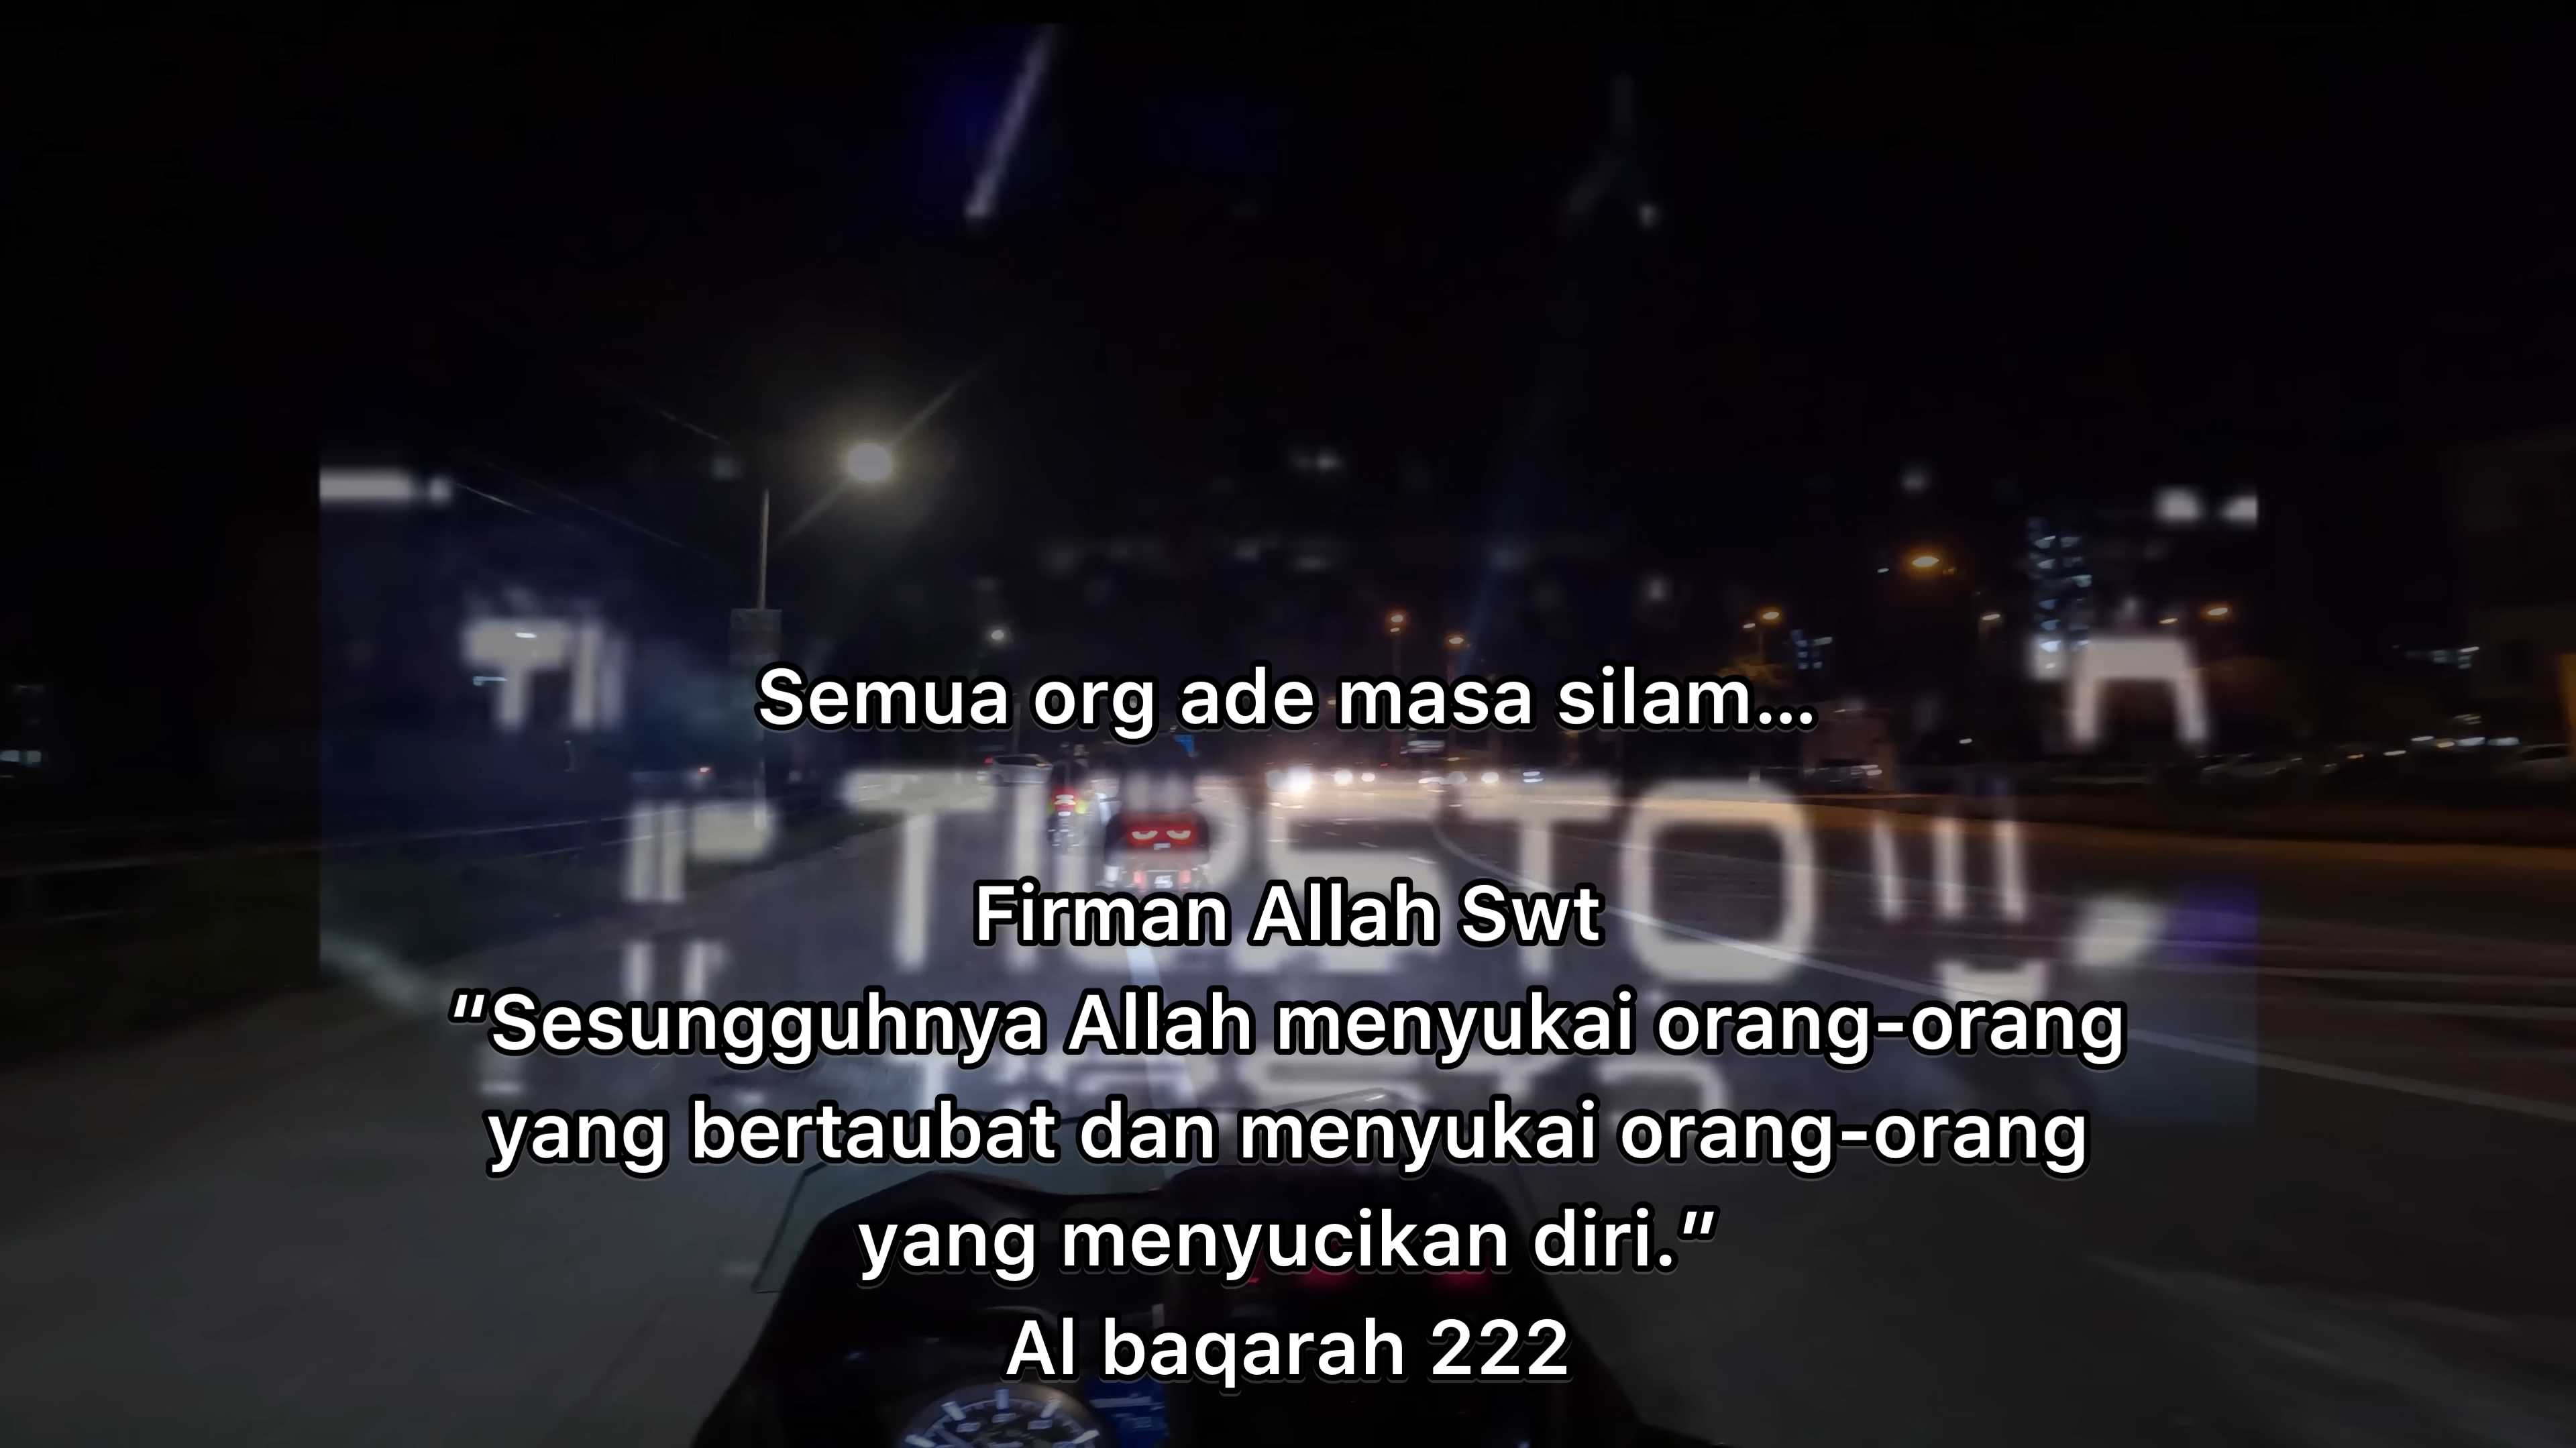 Semua org ade masa silam...
Firman Allah Swt
“Sesungguhnya Allah menyukai orang-orang
yang bertaubat dan menyukai orang-orang
yang menyucikan diri.”
Al baqarah 222